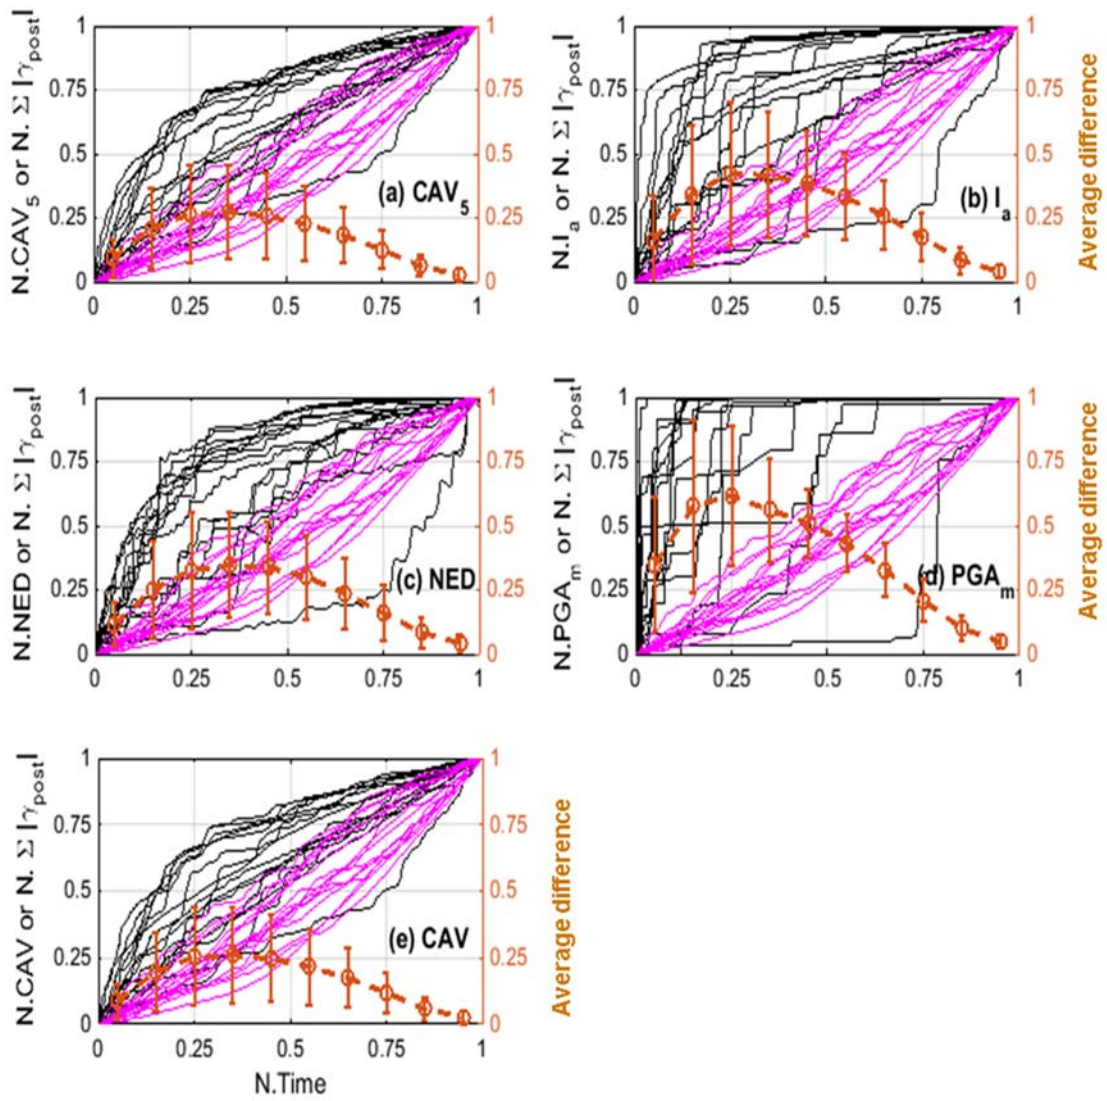 N.CAV5 or N. Σ |γpost|
1
0.75
0.5
0.25
0
0 0.25 0.5 0.75 1
1
0.75
0.5
0.25
0
(a) CAV5
N.Ia or N. Σ |γpost|
1
0.75
0.5
0.25
0
0 0.25 0.5 0.75 1
1
0.75
0.5
0.25
0
(b) Ia
Average difference
N.NED or N. Σ |γpost|
1
0.75
0.5
0.25
0
0 0.25 0.5 0.75 1
1
0.75
0.5
0.25
0
(c) NED
N.PGAm or N. Σ |γpost|
1
0.75
0.5
0.25
0
0 0.25 0.5 0.75 1
1
0.75
0.5
0.25
0
(d) PGAm
Average difference
N.CAV or N. Σ |γpost|
1
0.75
0.5
0.25
0
0 0.25 0.5 0.75 1
1
0.75
0.5
0.25
0
(e) CAV
Average difference
N.Time